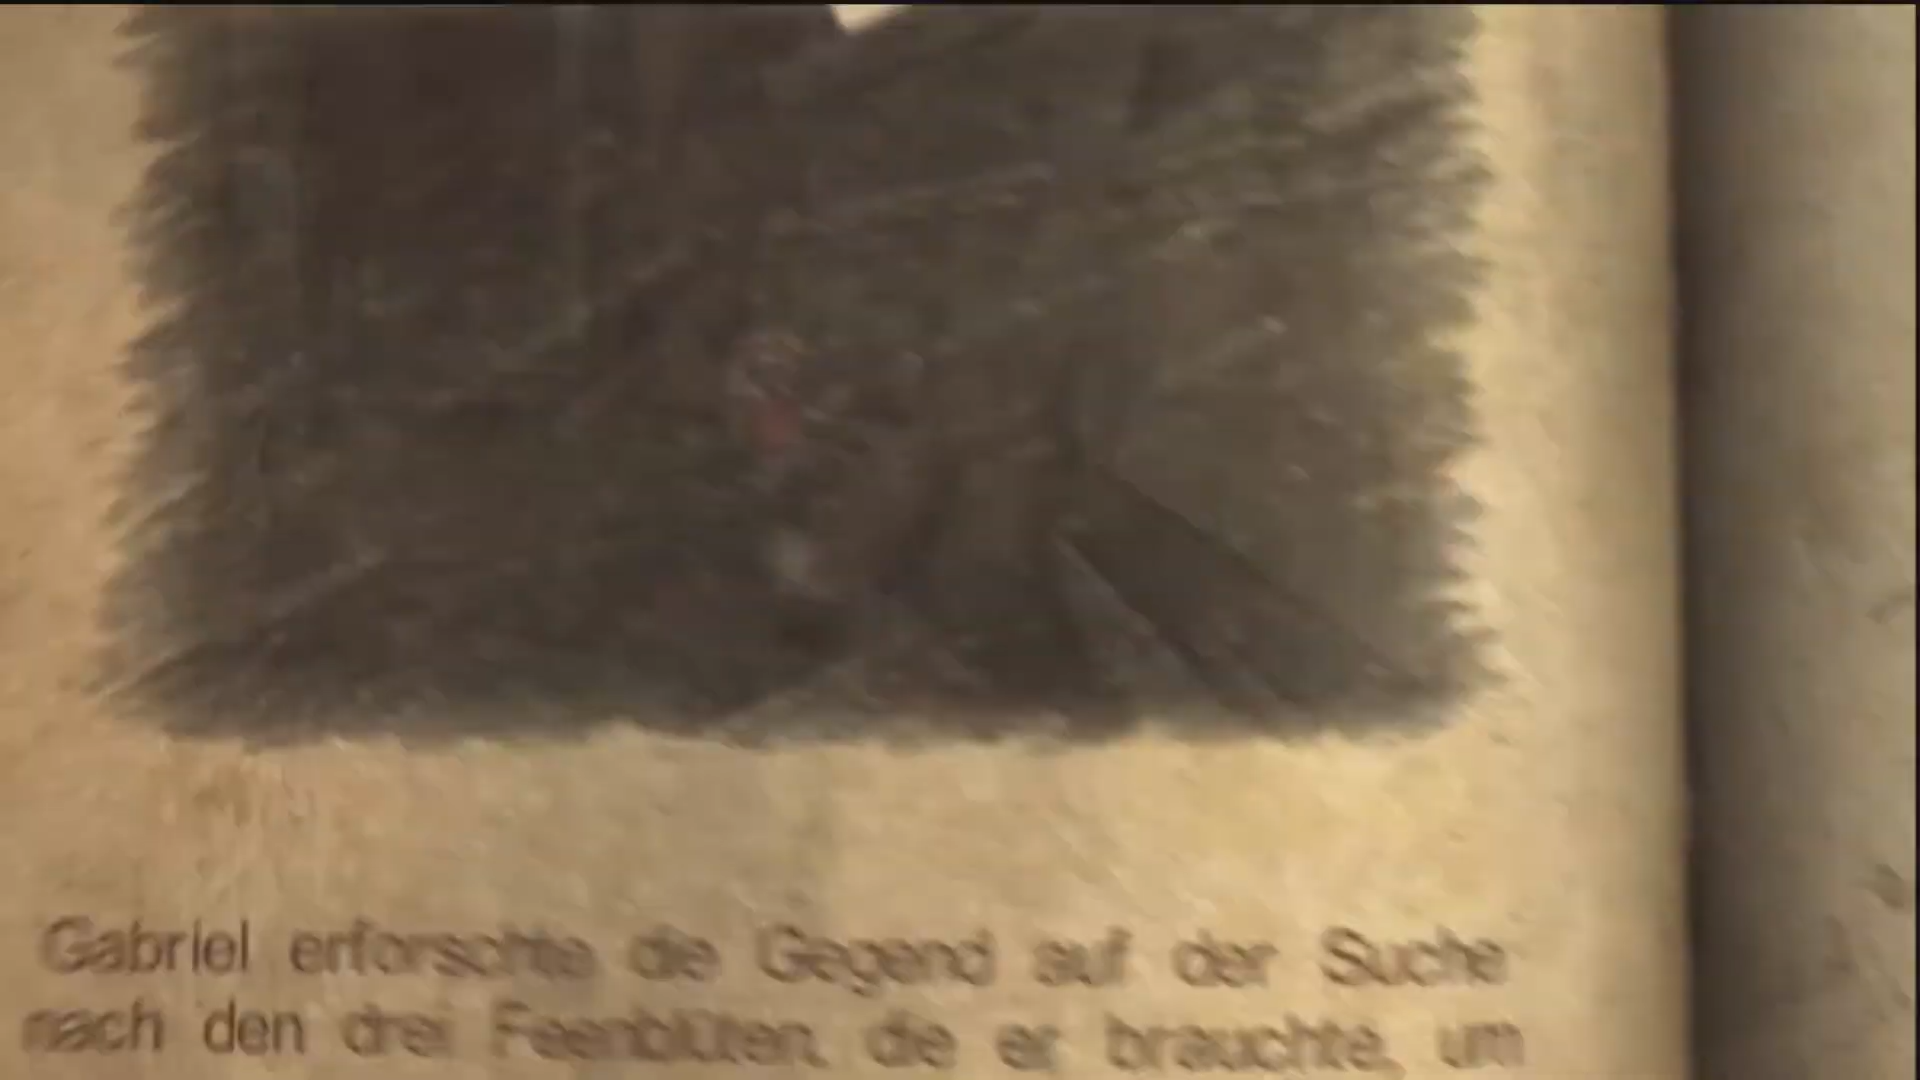 Gabriel erforschte die Gegend auf der Suche
nach den drei Feenblüten, die er brauchte, um